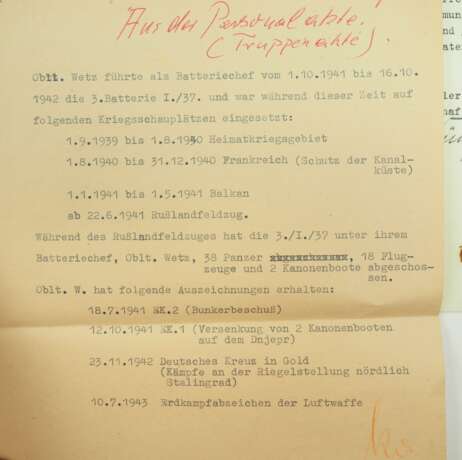 Aus der Personalakte.
(Truppenakte).
Oblt. Wetz führte als Batteriechef vom 1.10.1941 bis 16.10.
1942 die 3.Batterie I./37. und war während dieser Zeit auf
folgenden Kriegsschauplätzen eingesetzt:
1.9.1939 bis 1.8.1940 Heimatkriegsgebiet
1.8.1940 bis 31.12.1940 Frankreich (Schutz der Kanal-
küste)
1.1.1941 bis 1.5.1941 Balkan
ab 22.6.1941 Rußlandfeldzug.
Während des Rußlandfeldzuges hat die 3./I./37 unter ihrem
Batteriechef, Oblt. Wetz, 38 Panzer xxxxxxxxxxxx, 18 Flug-
zeuge und 2 Kanonenboote abgeschos-
sen.
Oblt. W. hat folgende Auszeichnungen erhalten:
18.7.1941 EK.2 (Bunkerbeschuß)
12.10.1941 EK.1 (Versenkung von 2 Kanonenbooten
auf dem Dnjepr)
23.11.1942 Deutsches Kreuz in Gold
(Kämpfe an der Riegelstellung nördlich
Stalingrad)
10.7.1943 Erdkampfabzeichen der Luftwaffe